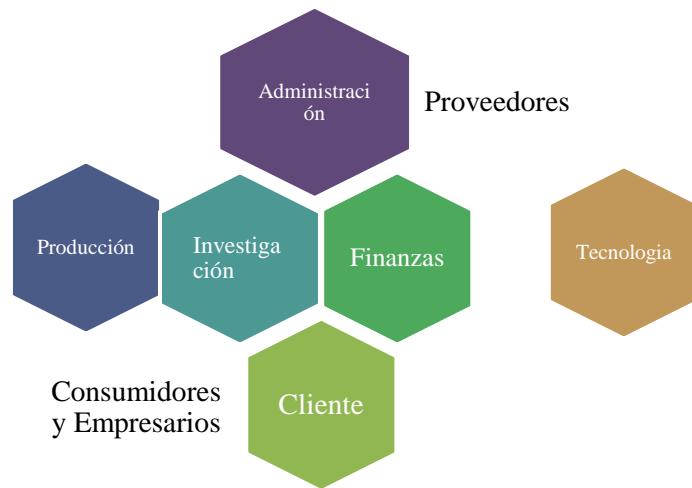 Administraci
ón
Proveedores
Producción
Investiga
ción
Finanzas
Tecnologia
Consumidores
y Empresarios
Cliente